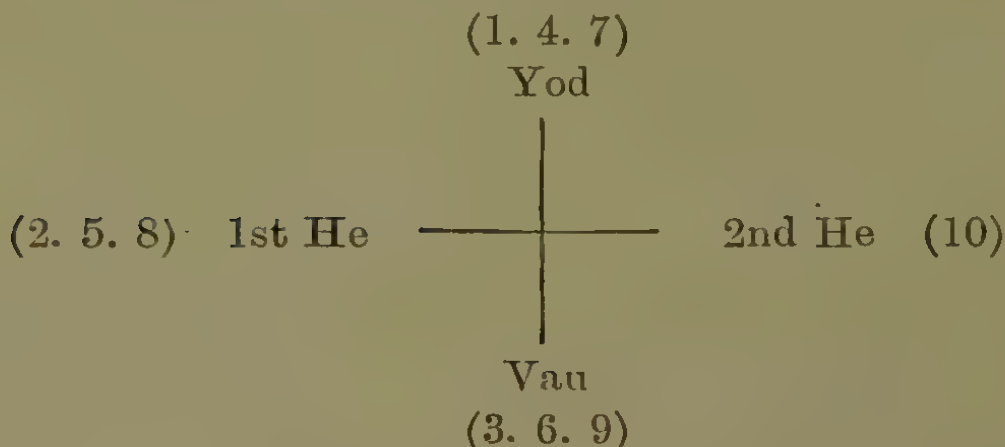 (1. 4. 7)
Yod
(2. 5. 8) 1st He 2nd He (10)
Vau
(3. 6. 9)